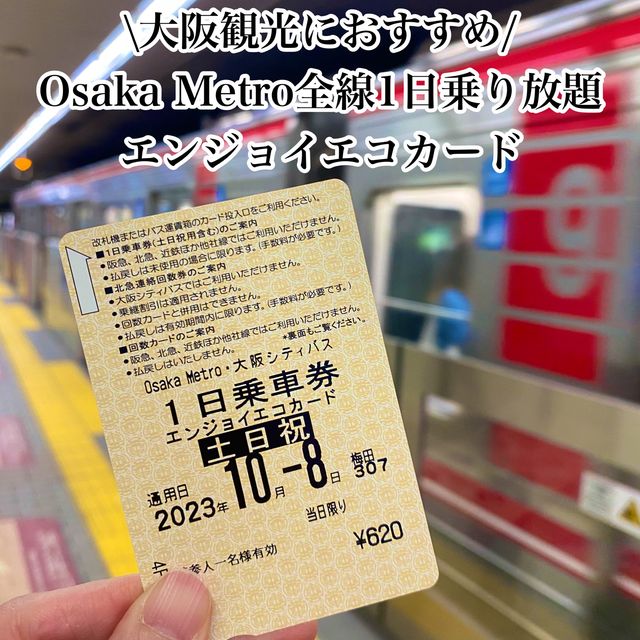 \大阪観光におすすめ/
Osaka Metro全線1日乗り放題
エンジョイエコカード
改札機またはバス運賃箱のカード投入口をご利用ください。
■1日乗車券(土日祝用含む)のご案内
●阪急、北急、近鉄ほか他社線ではご利用いただけません。
●払戻しは未使用の場合に限ります。(手数料が必要です。)
■北急連絡回数券のご案内
●大阪シティバスではご利用いただけません。
●乗継割引は適用されません。
●回数カードと併用はできません。
●払戻しは有効期間内に限ります。(手数料が必要です。)
■回数カードのご案内
●阪急、北急、近鉄ほか他社線ではご利用いただけません。
●払戻しはいたしません。
*裏面もご覧ください。
Osaka Metro・大阪シティバス
1日乗車券
エンジョイエコカード
土日祝
通用日
2023年10月-8日
梅田
307
当日限り
¥620
参人一名様有効